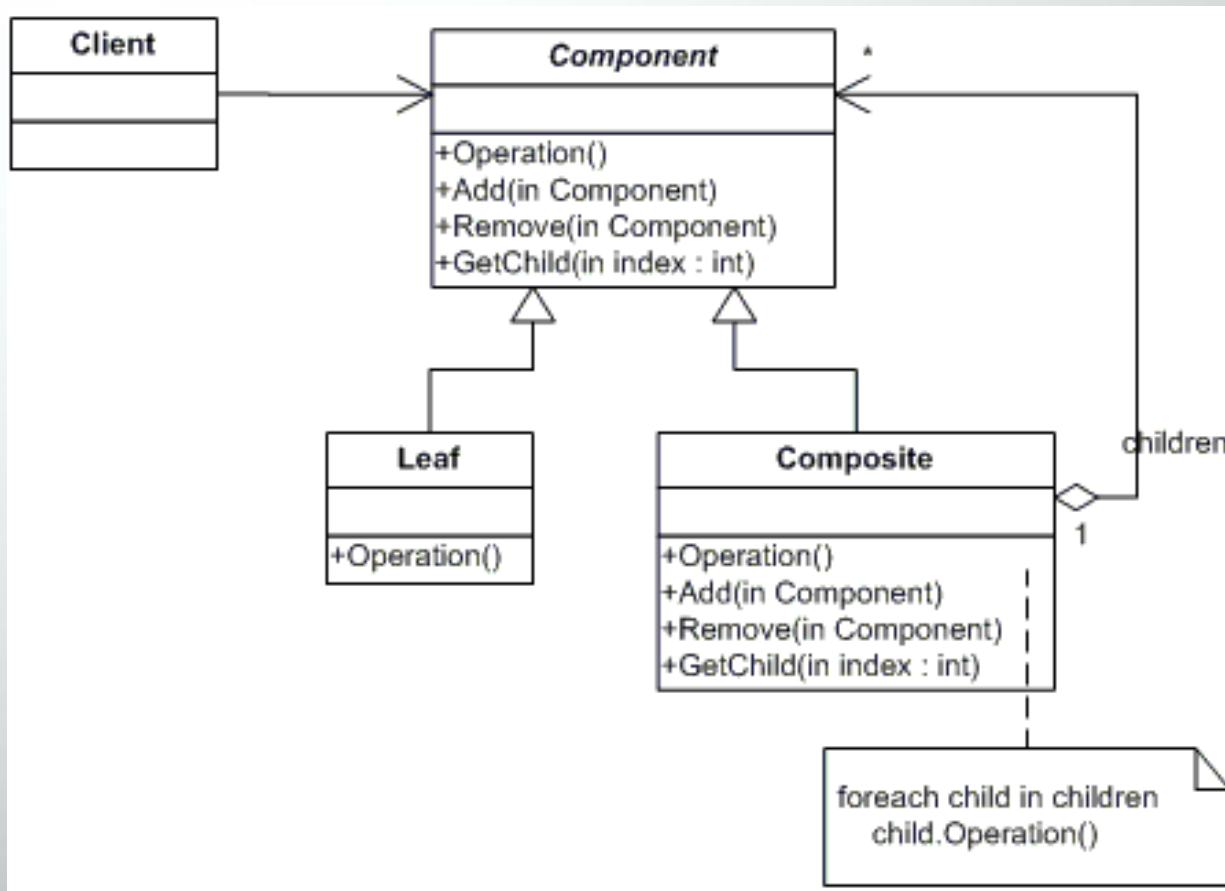 Client
Component
*
+Operation()
+Add(in Component)
+Remove(in Component)
+GetChild(in index : int)
Leaf
+Operation()
Composite
children
1
+Operation()
+Add(in Component)
+Remove(in Component)
+GetChild(in index : int)
foreach child in children
child.Operation()